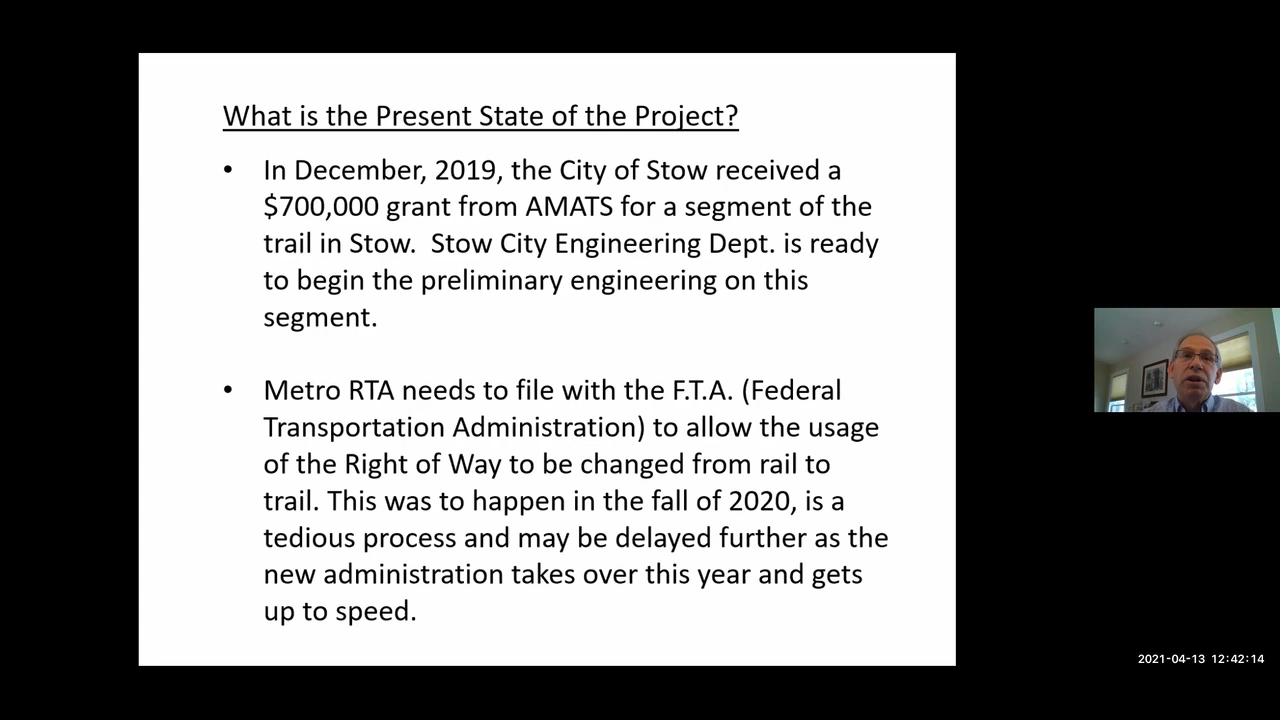 What is the Present State of the Project?
• In December, 2019, the City of Stow received a
$700,000 grant from AMATS for a segment of the
trail in Stow.  Stow City Engineering Dept. is ready
to begin the preliminary engineering on this
segment.
• Metro RTA needs to file with the F.T.A. (Federal
Transportation Administration) to allow the usage
of the Right of Way to be changed from rail to
trail. This was to happen in the fall of 2020, is a
tedious process and may be delayed further as the
new administration takes over this year and gets
up to speed.
2021-04-13 12:42:14